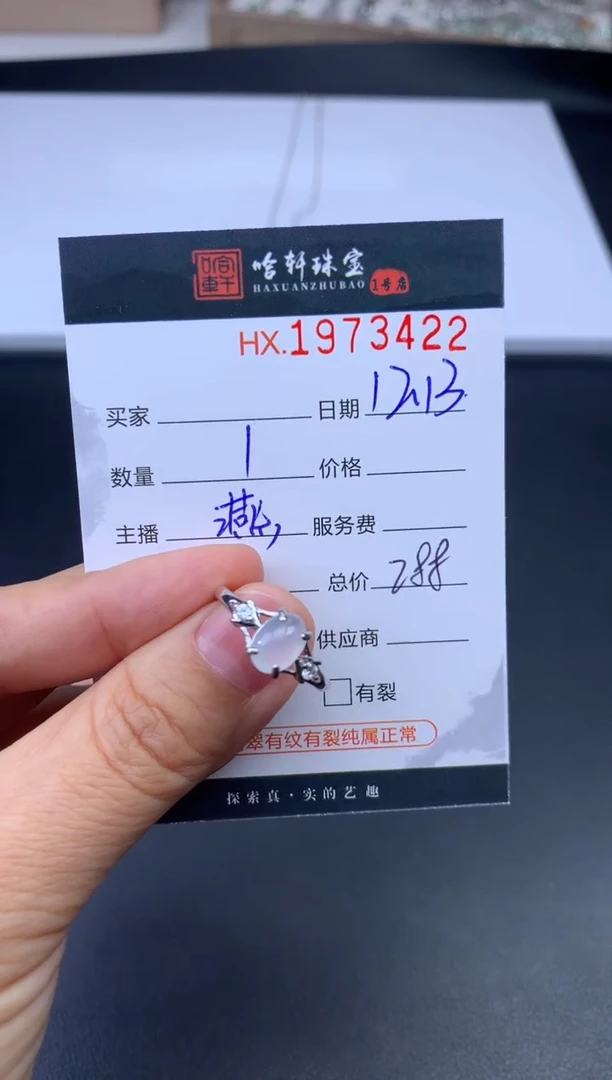 哈轩珠宝
HAXUANZHUBAO 1号店
HX.1973422
买家 日期 12.13
数量 1 价格
主播 服务费
总价 288
供应商
有裂
翠有纹有裂纯属正常
探索真·实的艺趣